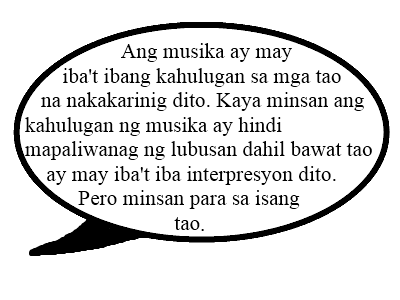 Ang musika ay may
iba't ibang kahulugan sa mga tao
na nakakarinig dito. Kaya minsan ang
kahulugan ng musika ay hindi
mapaliwanag ng lubusan dahil bawat tao
ay may iba't iba interpresyon dito.
Pero minsan para sa isang
tao.